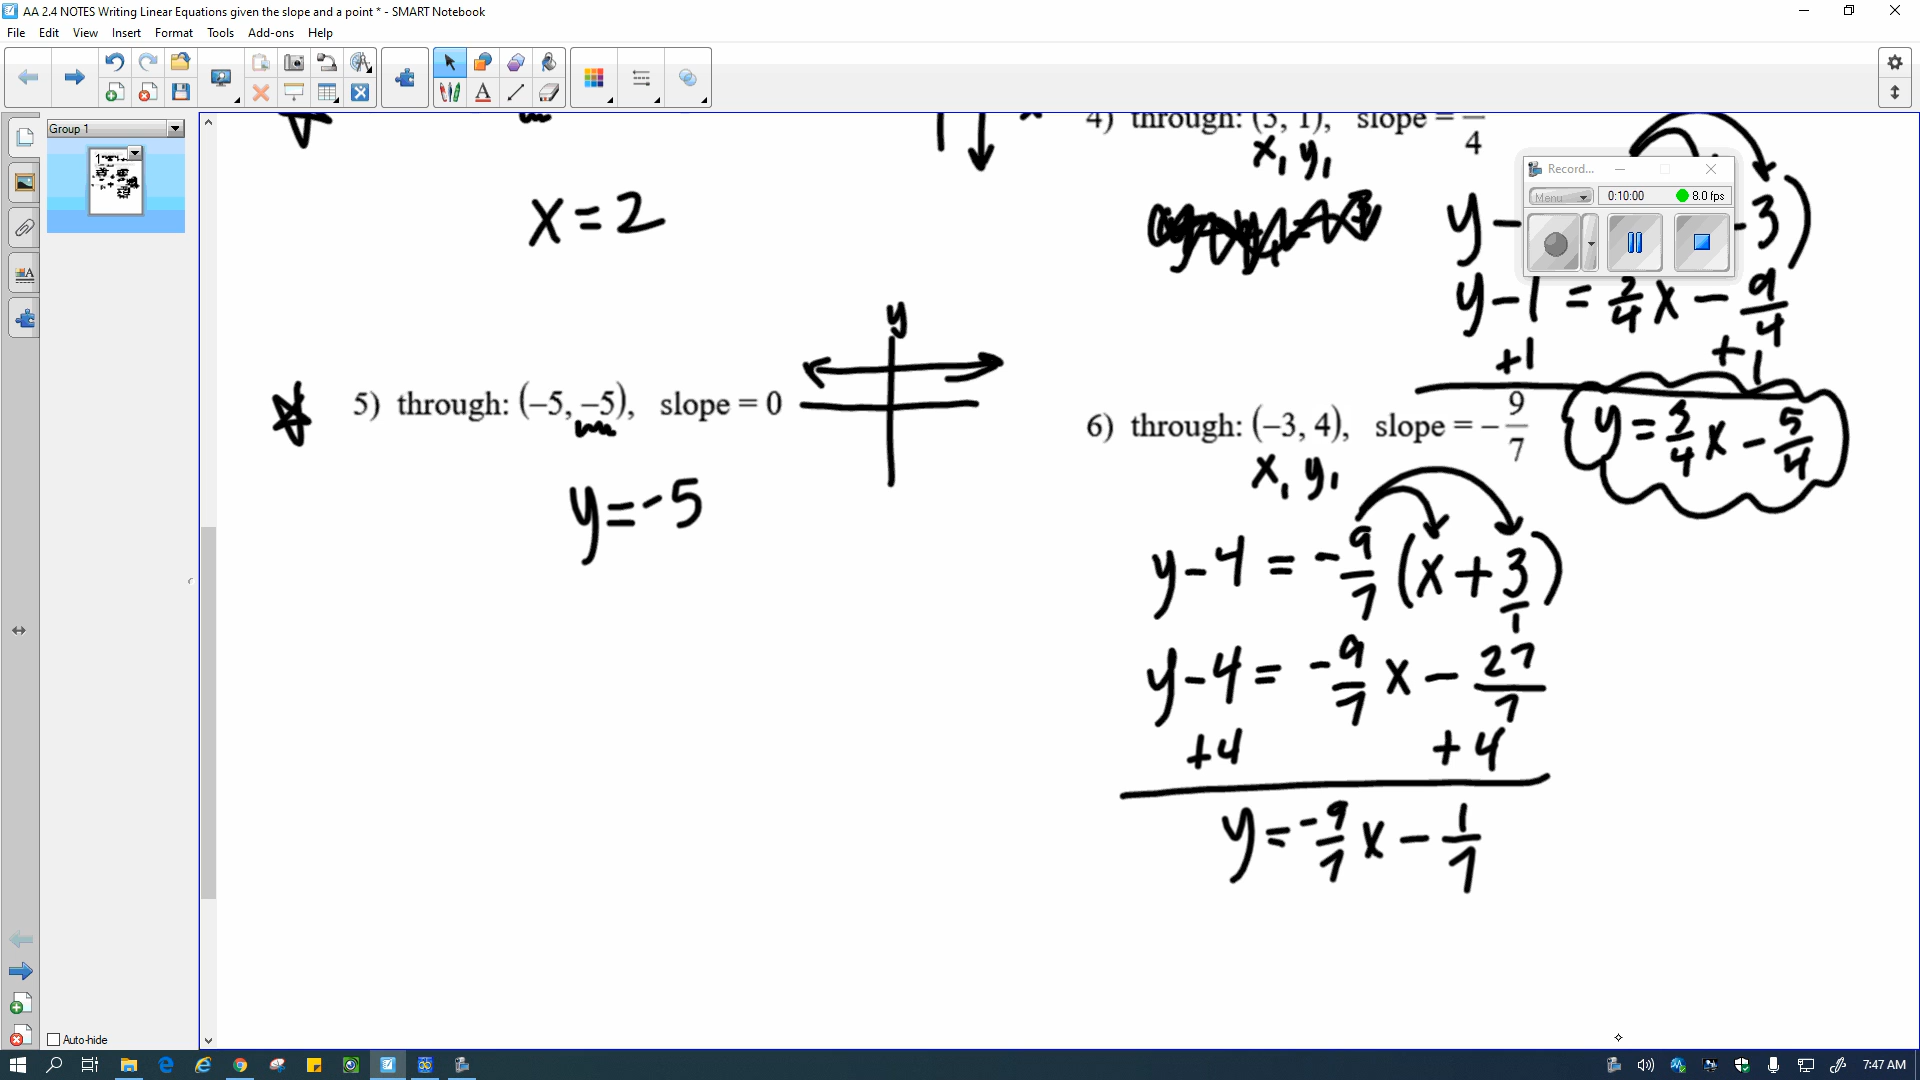 AA 2.4 NOTES Writing Linear Equations given the slope and a point * - SMART Notebook
File Edit View Insert Format Tools Add-ons Help
Group 1
x = 2
4) through: (3, 1), slope = 4
x₁ y₁
Record...
Menu 0:10:00 8.0 fps
y - - 3)
y - 1 = 3/4 x - 9/4
+1 +1
y = 3/4 x - 5/4
y
5) through: (−5, −5), slope = 0
y = -5
6) through: (−3, 4), slope = −9/7
x₁ y₁
y - 4 = -9/7 (x + 3/1)
y - 4 = -9/7 x - 27/7
+4 +4
y = -9/7 x - 1/7
Auto-hide
7:47 AM